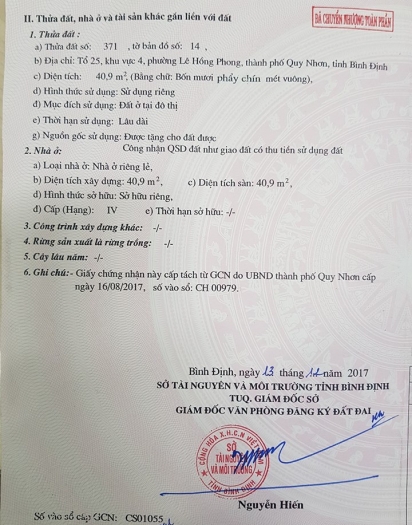 II. Thửa đất, nhà ở và tài sản khác gắn liền với đất
ĐÃ CHUYỂN NHƯỢNG TOÀN PHẦN
1. Thửa đất:
a) Thửa đất số: 371 , tờ bản đồ số: 14 ,
b) Địa chỉ: Tổ 25, khu vực 4, phường Lê Hồng Phong, thành phố Quy Nhơn, tỉnh Bình Định
c) Diện tích: 40,9 m², (Bằng chữ: Bốn mươi phẩy chín mét vuông),
d) Hình thức sử dụng: Sử dụng riêng
đ) Mục đích sử dụng: Đất ở tại đô thị
e) Thời hạn sử dụng: Lâu dài
g) Nguồn gốc sử dụng: Được tặng cho đất được
Công nhận QSD đất như giao đất có thu tiền sử dụng đất
2. Nhà ở:
a) Loại nhà ở: Nhà ở riêng lẻ,
b) Diện tích xây dựng: 40,9 m², c) Diện tích sàn: 40,9 m²,
d) Hình thức sở hữu: Sở hữu riêng,
đ) Cấp (Hạng): IV e) Thời hạn sở hữu: -/-
3. Công trình xây dựng khác: -/-
4. Rừng sản xuất là rừng trồng: -/-
5. Cây lâu năm: -/-
6. Ghi chú:- Giấy chứng nhận này cấp tách từ GCN do UBND thành phố Quy Nhơn cấp
ngày 16/08/2017, số vào sổ: CH 00979.
Bình Định, ngày 13 tháng 12 năm 2017
SỞ TÀI NGUYÊN VÀ MÔI TRƯỜNG TỈNH BÌNH ĐỊNH
TUQ. GIÁM ĐỐC SỞ
GIÁM ĐỐC VĂN PHÒNG ĐĂNG KÝ ĐẤT ĐAI
CỘNG HÒA X.H.C.N VIỆT NAM
SỞ
TÀI NGUYÊN
VÀ MÔI TRƯỜNG
TỈNH BÌNH ĐỊNH
Nguyễn Hiến
Số vào sổ cấp GCN: CS01055